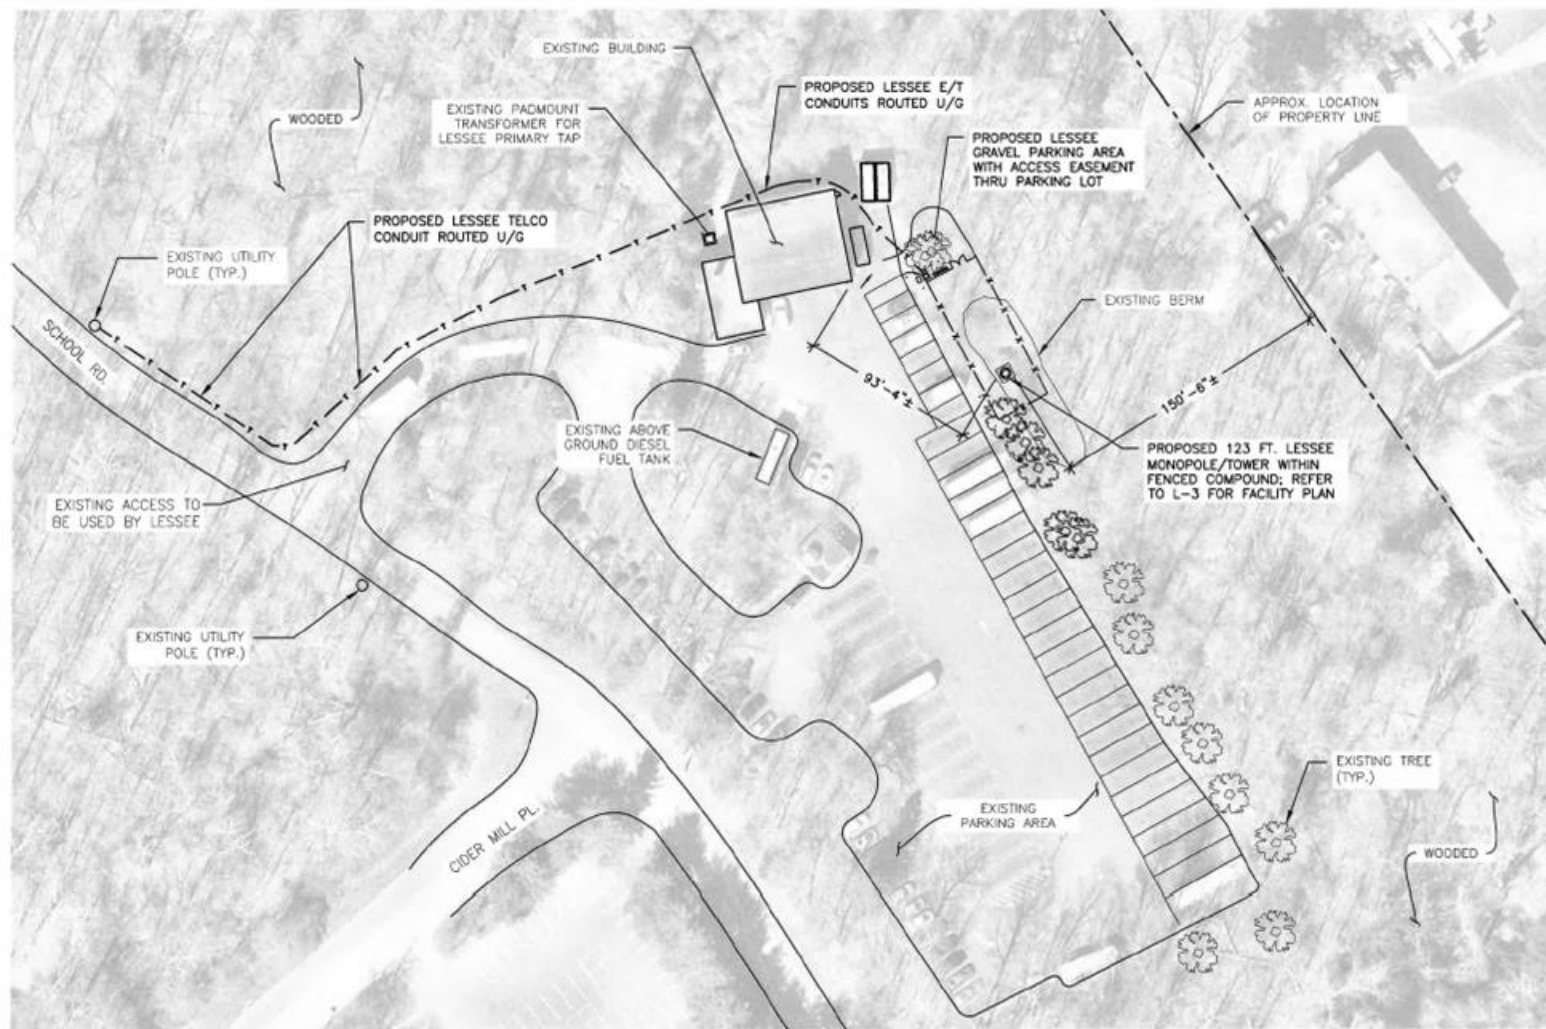 EXISTING BUILDING
PROPOSED LESSEE E/T
CONDUITS ROUTED U/G
EXISTING PADMOUNT
TRANSFORMER FOR
LESSEE PRIMARY TAP
WOODED
APPROX. LOCATION
OF PROPERTY LINE
PROPOSED LESSEE
GRAVEL PARKING AREA
WITH ACCESS EASEMENT
THRU PARKING LOT
PROPOSED LESSEE TELCO
CONDUIT ROUTED U/G
EXISTING UTILITY
POLE (TYP.)
EXISTING BERM
SCHOOL RD.
93'-4"±
150'-6"±
EXISTING ABOVE
GROUND DIESEL
FUEL TANK
PROPOSED 123 FT. LESSEE
MONOPOLE/TOWER WITHIN
FENCED COMPOUND; REFER
TO L-3 FOR FACILITY PLAN
EXISTING ACCESS TO
BE USED BY LESSEE
EXISTING UTILITY
POLE (TYP.)
EXISTING TREE
(TYP.)
EXISTING
PARKING AREA
CIDER MILL PL.
WOODED